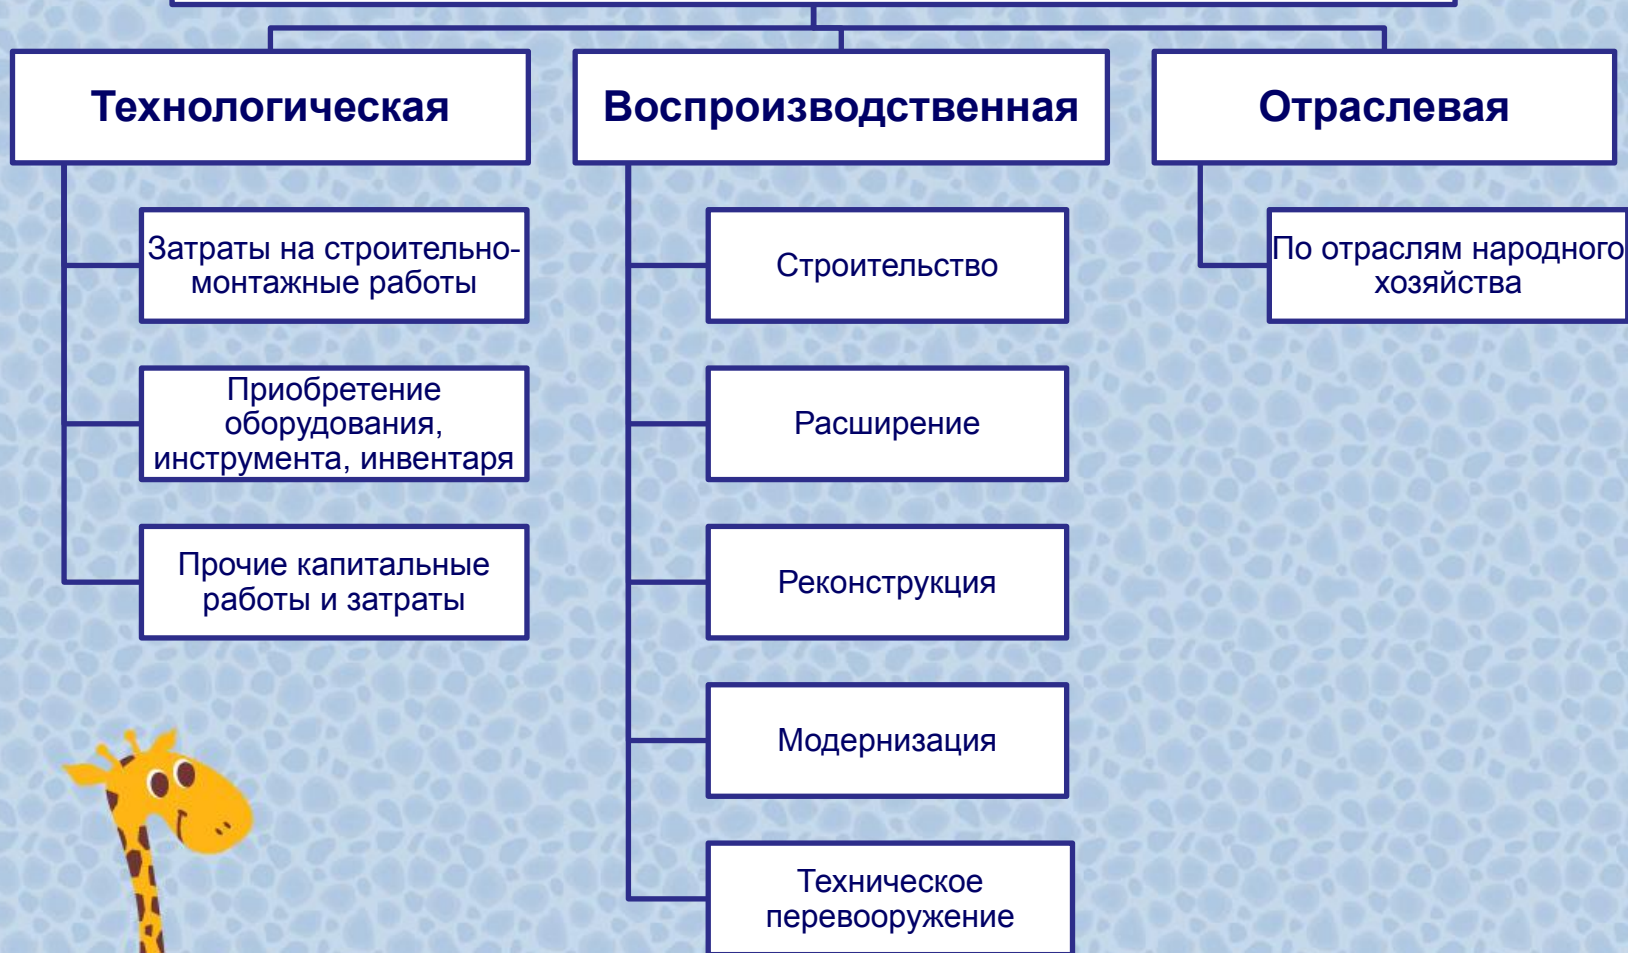 Технологическая
Затраты на строительно-
монтажные работы
Приобретение
оборудования,
инструмента, инвентаря
Прочие капитальные
работы и затраты
Воспроизводственная
Строительство
Расширение
Реконструкция
Модернизация
Техническое
перевооружение
Отраслевая
По отраслям народного
хозяйства